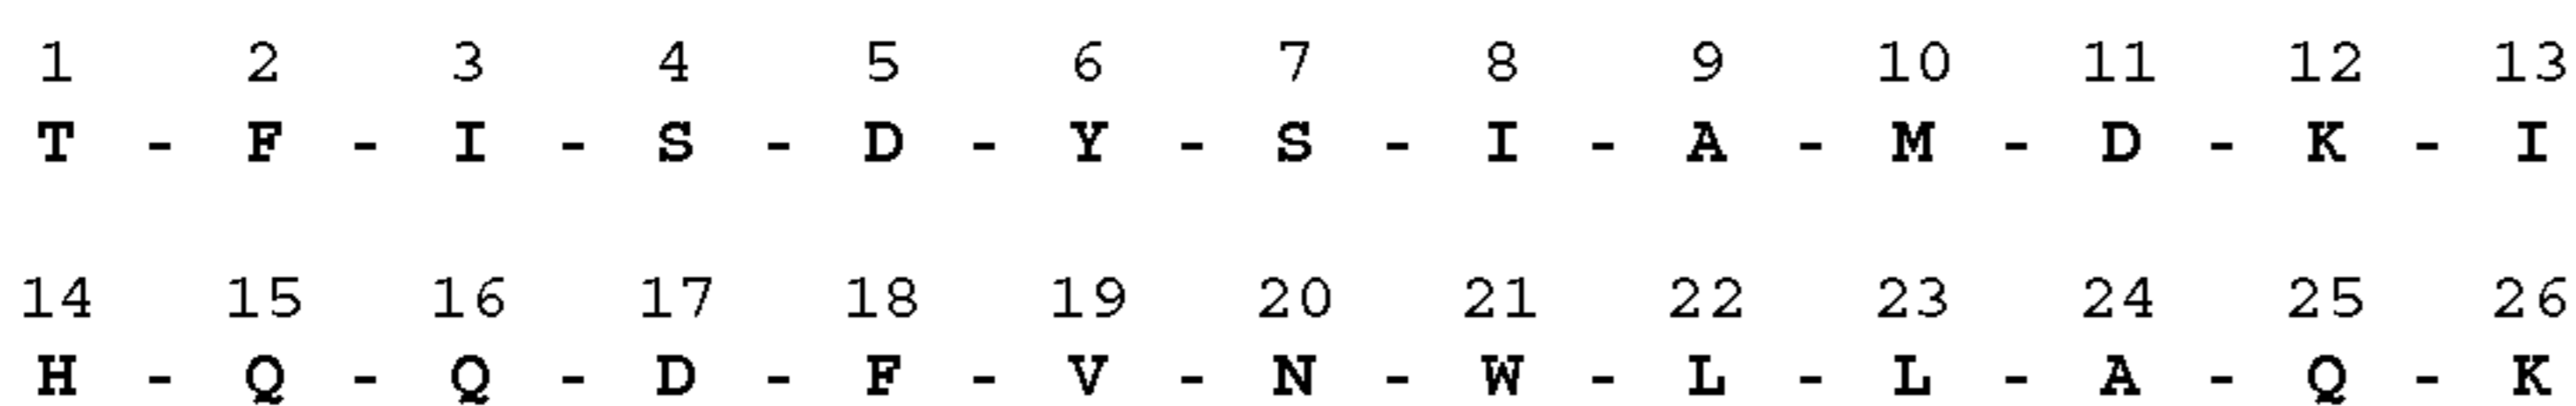 1 2 3 4 5 6 7 8 9 10 11 12 13
T - F - I - S - D - Y - S - I - A - M - D - K - I
14 15 16 17 18 19 20 21 22 23 24 25 26
H - Q - Q - D - F - V - N - W - L - L - A - Q - K